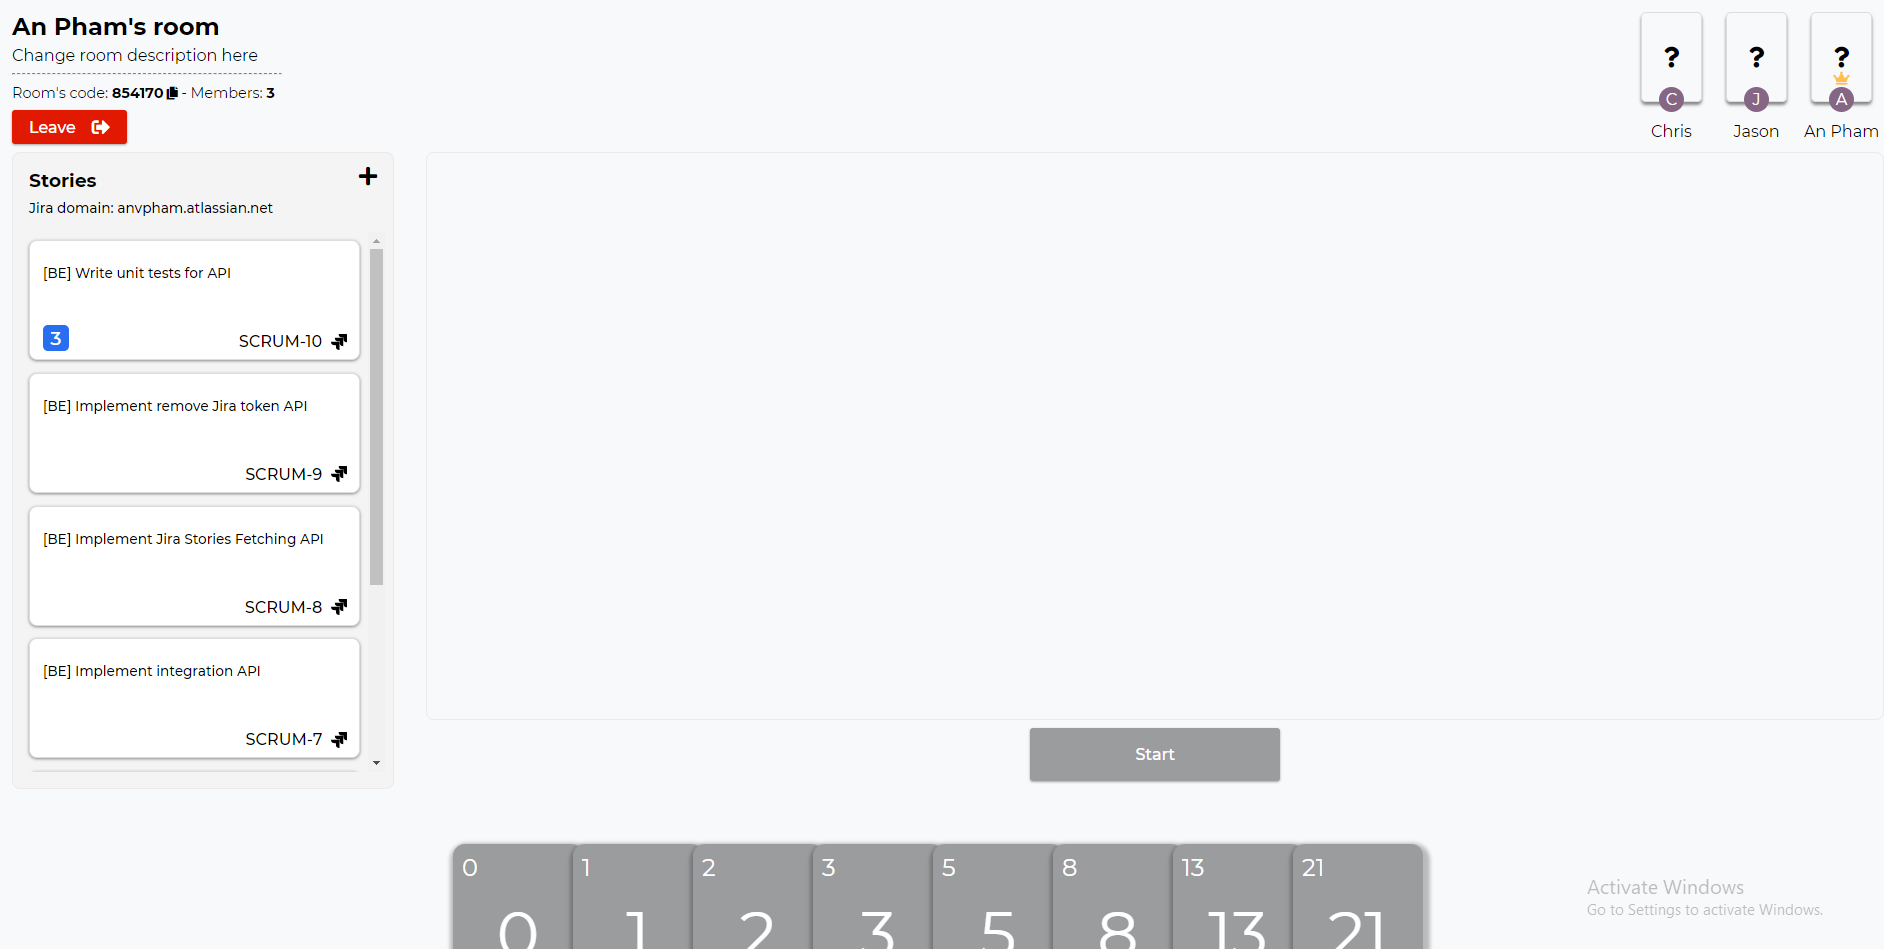 An Pham's room
Change room description here
Room's code: 854170 - Members: 3
Leave
? ? ?
C J A
Chris Jason An Pham
Stories
Jira domain: anvpham.atlassian.net
[BE] Write unit tests for API
3 SCRUM-10
[BE] Implement remove Jira token API
SCRUM-9
[BE] Implement Jira Stories Fetching API
SCRUM-8
[BE] Implement integration API
SCRUM-7
Start
0 1 2 3 5 8 13 21
0 1 2 3 5 8 13 21
Activate Windows
Go to Settings to activate Windows.